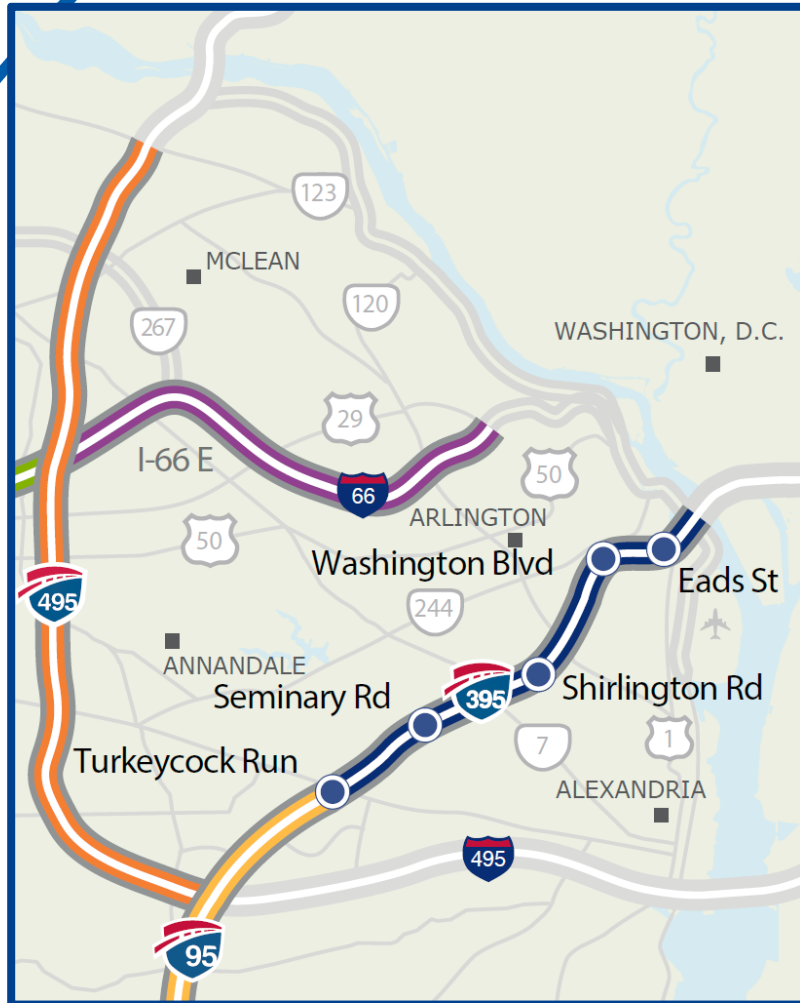 123
MCLEAN
120
267
WASHINGTON, D.C.
29
I-66 E
50
66
ARLINGTON
50
Washington Blvd
Eads St
495
244
ANNANDALE
Seminary Rd
395
Shirlington Rd
Turkeycock Run
7
1
ALEXANDRIA
495
95